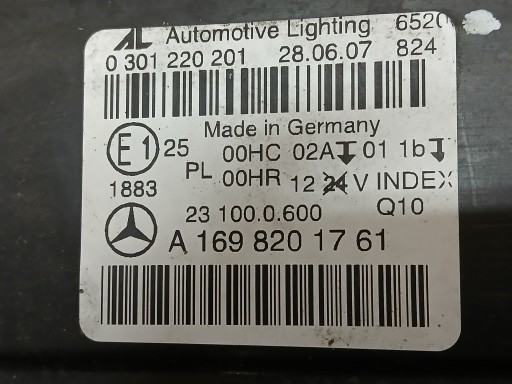 AL Automotive Lighting 6520
0 301 220 201 28.06.07 824
Made in Germany
E1 25 00HC 02A 01 1b
PL 00HR 12 24 V INDEX
1883
23 100.0.600 Q10
A 169 820 17 61